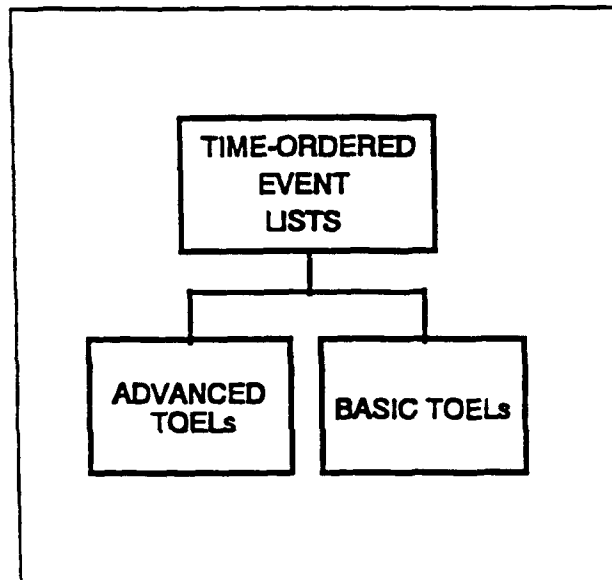 TIME-ORDERED
EVENT
LISTS
ADVANCED
TOELs
BASIC TOELs